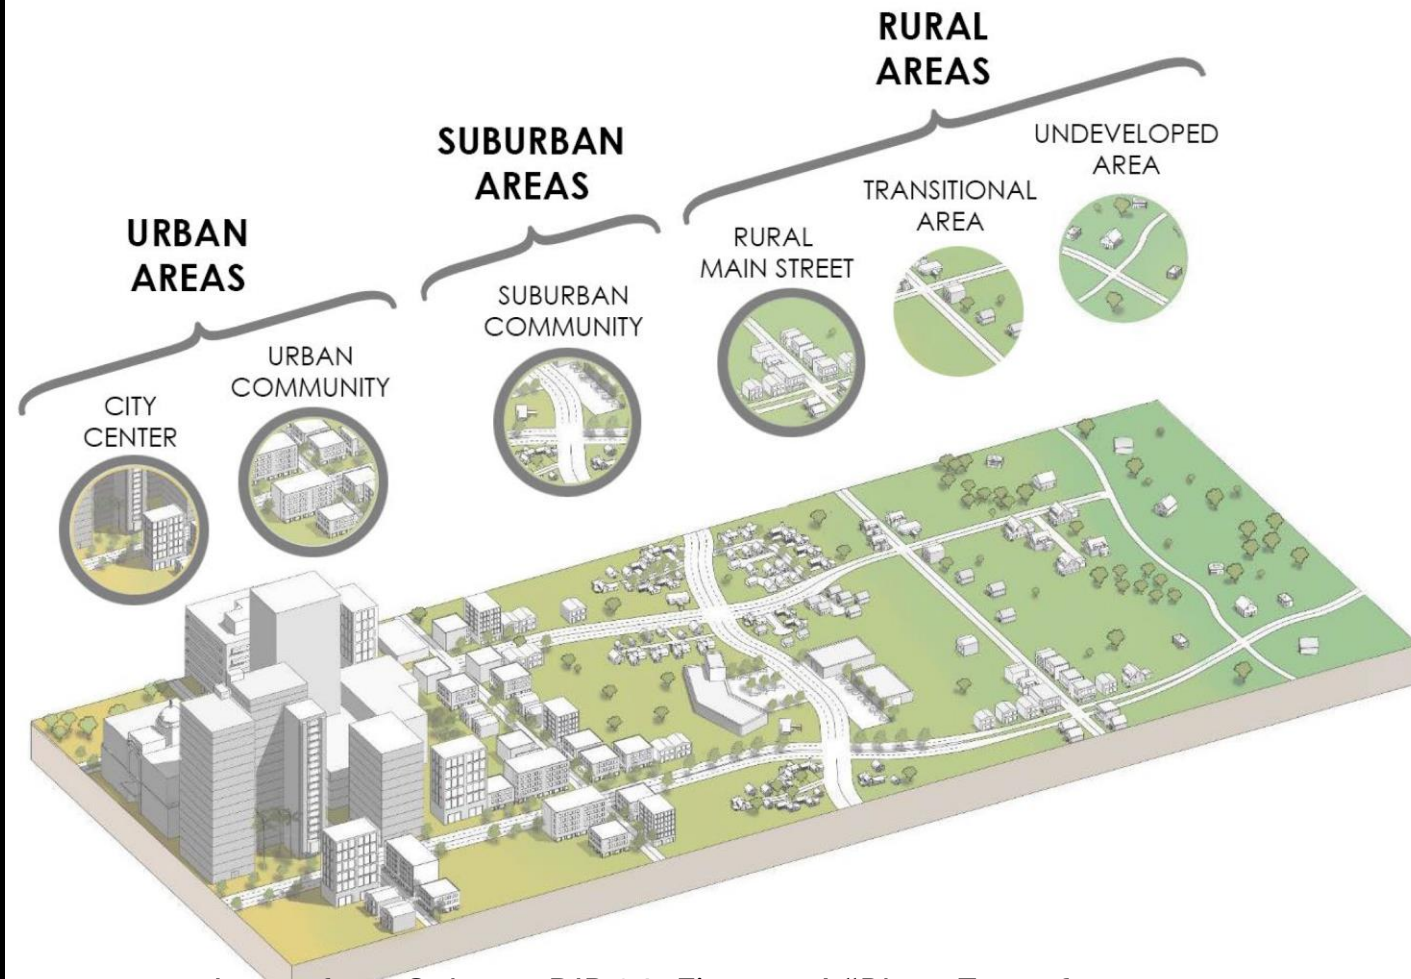 RURAL
AREAS
UNDEVELOPED
AREA
SUBURBAN
AREAS
TRANSITIONAL
AREA
URBAN
AREAS
RURAL
MAIN STREET
SUBURBAN
COMMUNITY
URBAN
COMMUNITY
CITY
CENTER